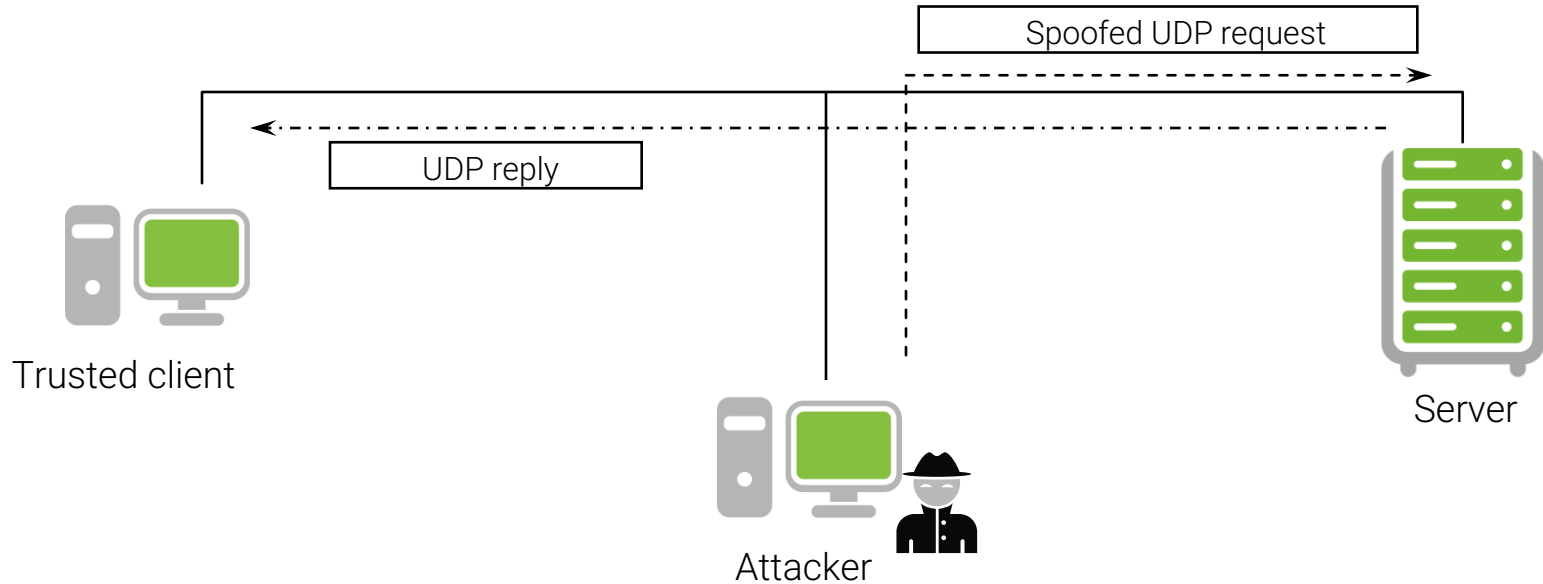 Spoofed UDP request
UDP reply
Trusted client
Server
Attacker